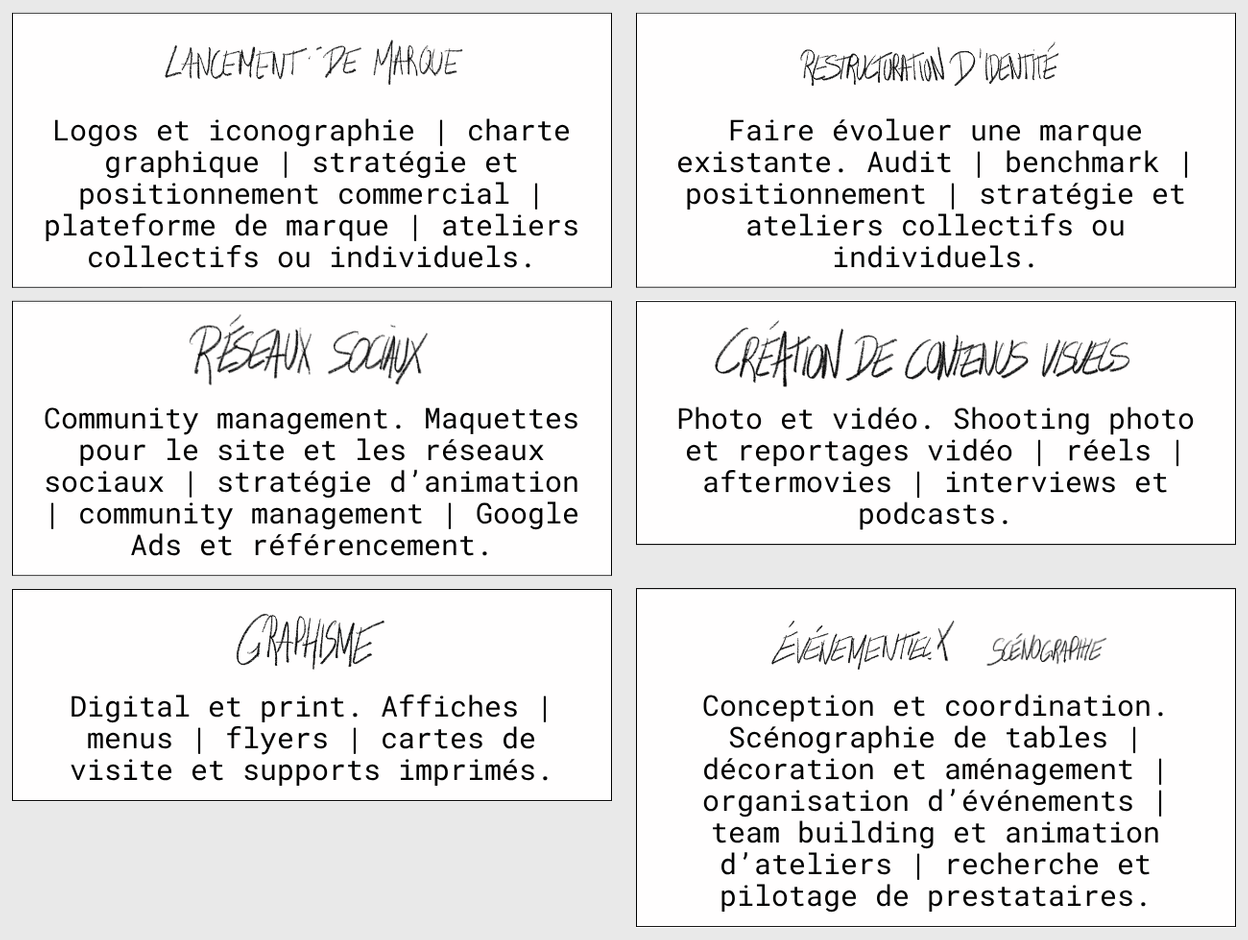 LANCEMENT DE MARQUE
Logos et iconographie | charte
graphique | stratégie et
positionnement commercial |
plateforme de marque | ateliers
collectifs ou individuels.
RESTRUCTURATION D'IDENTITÉ
Faire évoluer une marque
existante. Audit | benchmark |
positionnement | stratégie et
ateliers collectifs ou
individuels.
RÉSEAUX SOCIAUX
Community management. Maquettes
pour le site et les réseaux
sociaux | stratégie d’animation
| community management | Google
Ads et référencement.
CRÉATION DE CONTENUS VISUELS
Photo et vidéo. Shooting photo
et reportages vidéo | réels |
aftermovies | interviews et
podcasts.
GRAPHISME
Digital et print. Affiches |
menus | flyers | cartes de
visite et supports imprimés.
ÉVÉNEMENTIEL X SCÉNOGRAPHIE
Conception et coordination.
Scénographie de tables |
décoration et aménagement |
organisation d’événements |
team building et animation
d’ateliers | recherche et
pilotage de prestataires.